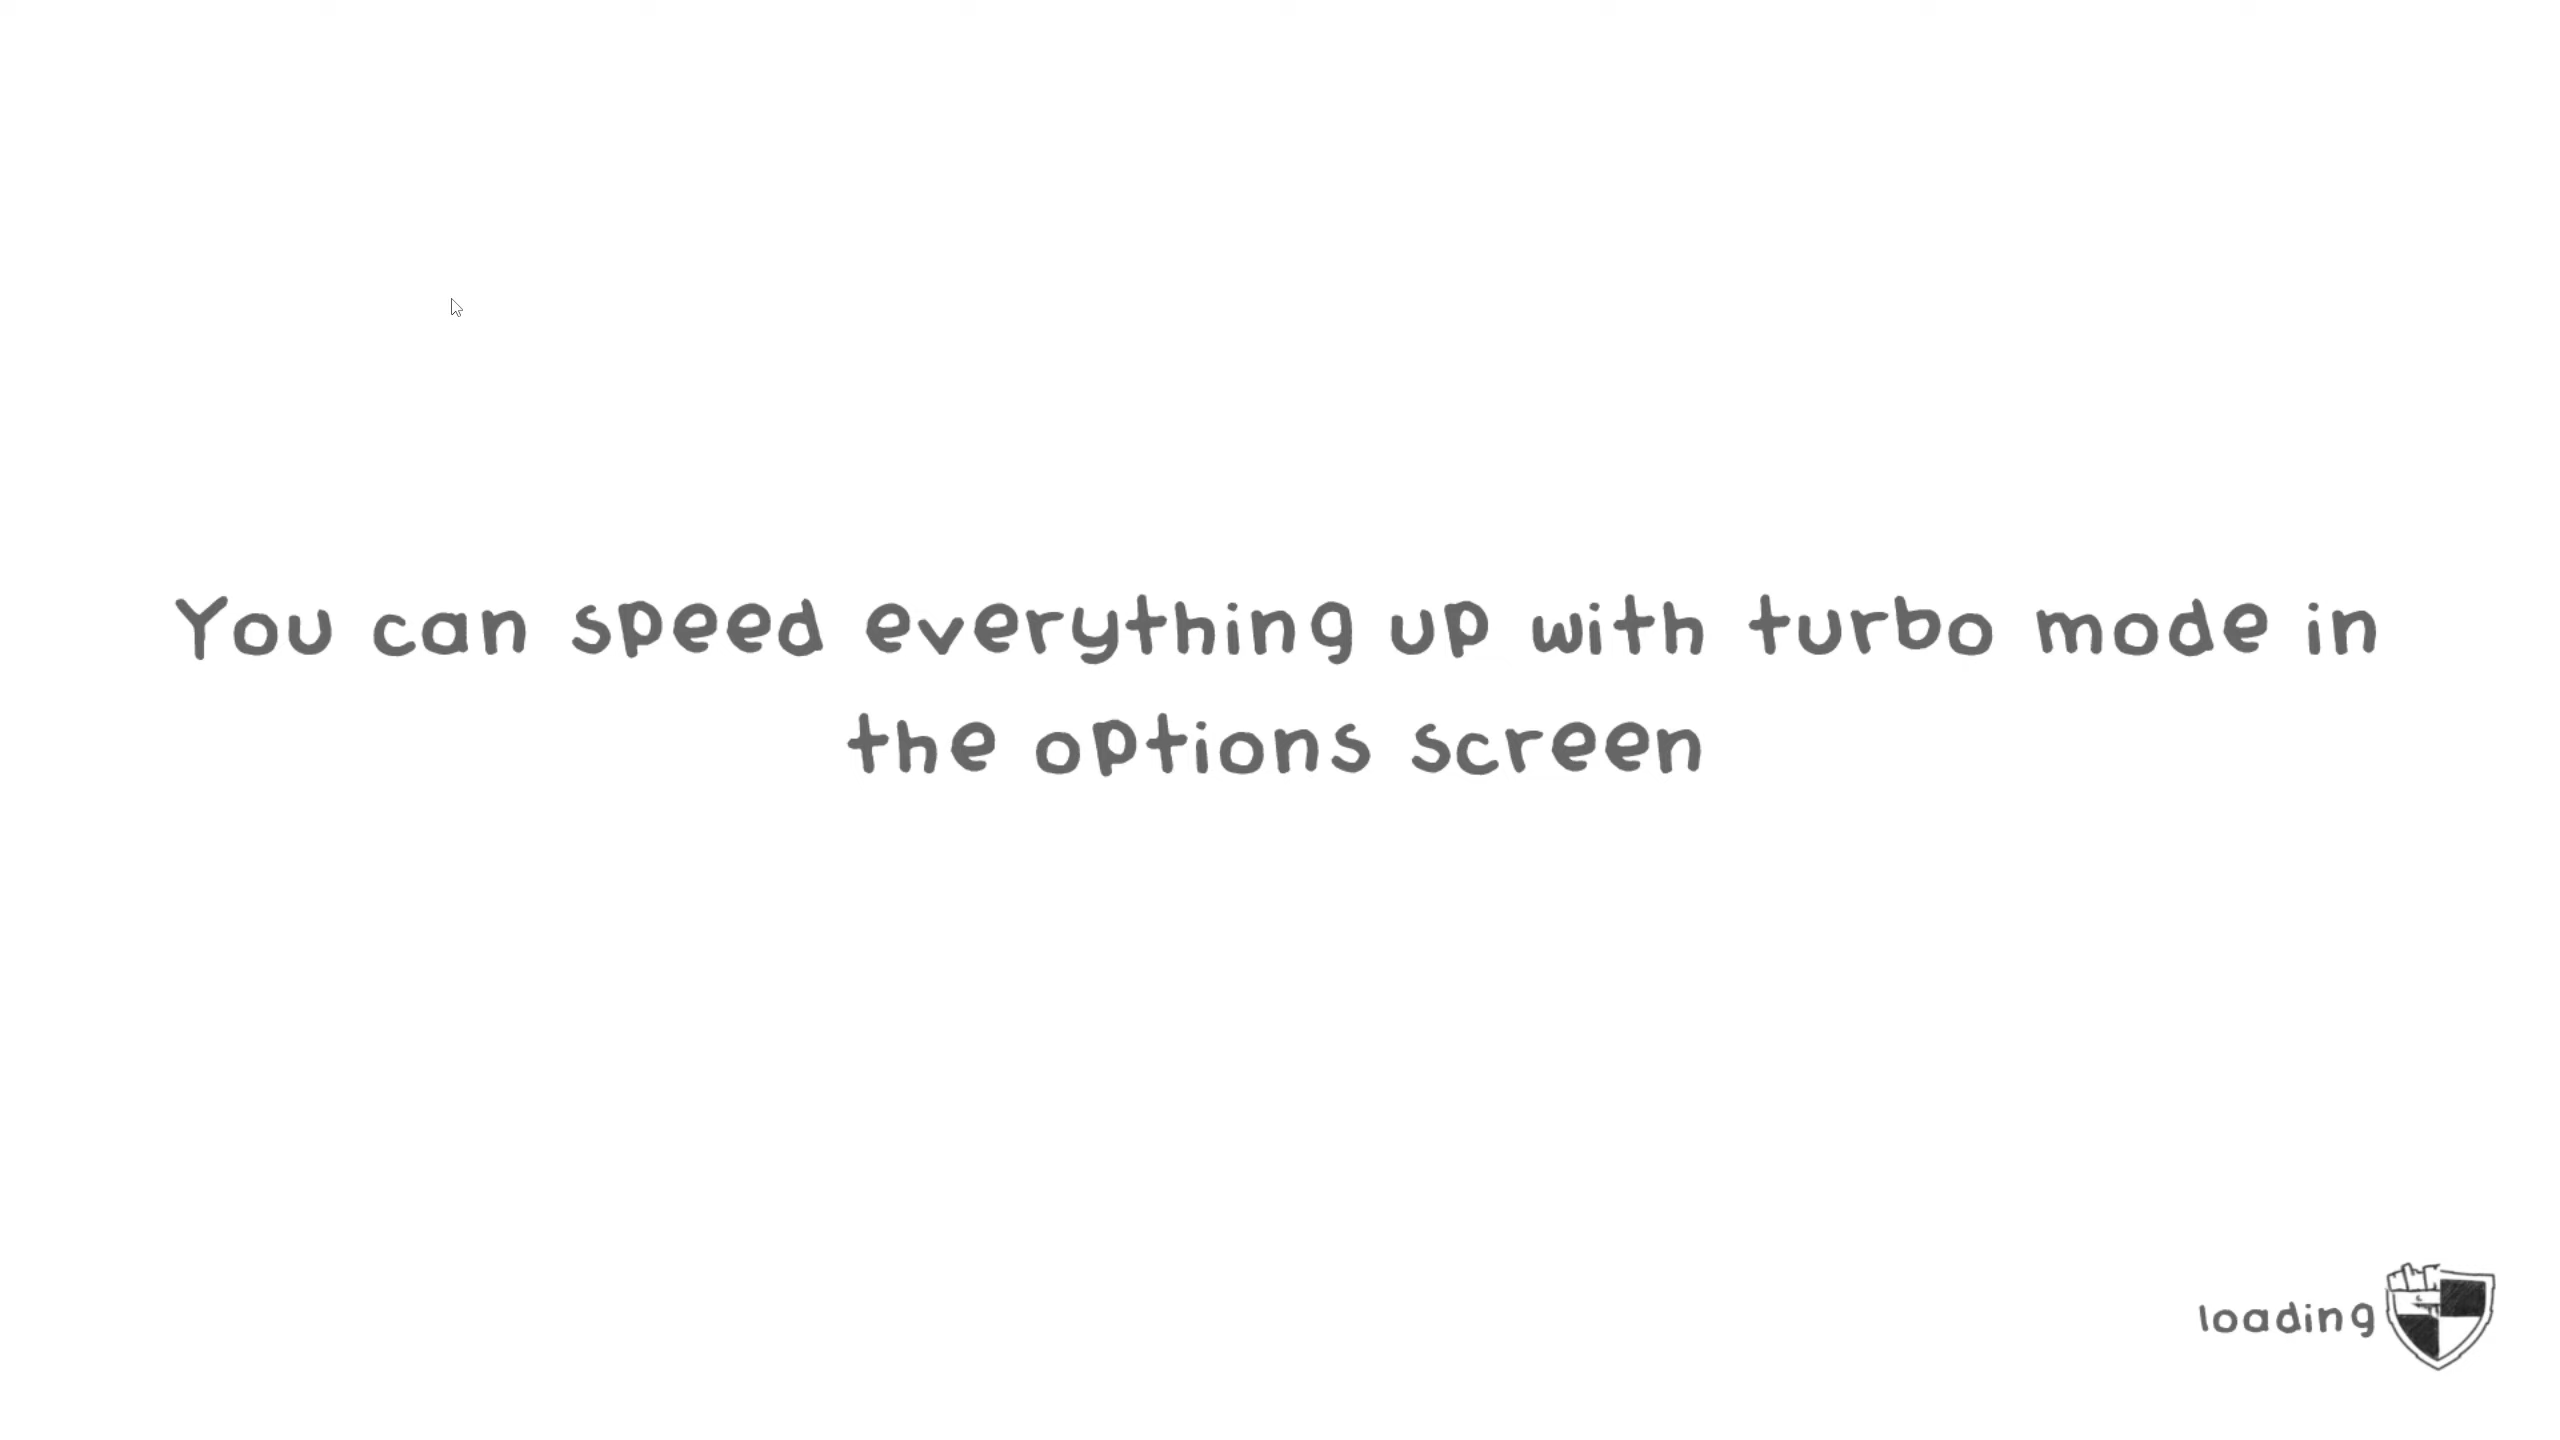 You can speed everything up with turbo mode in
the options screen
loading